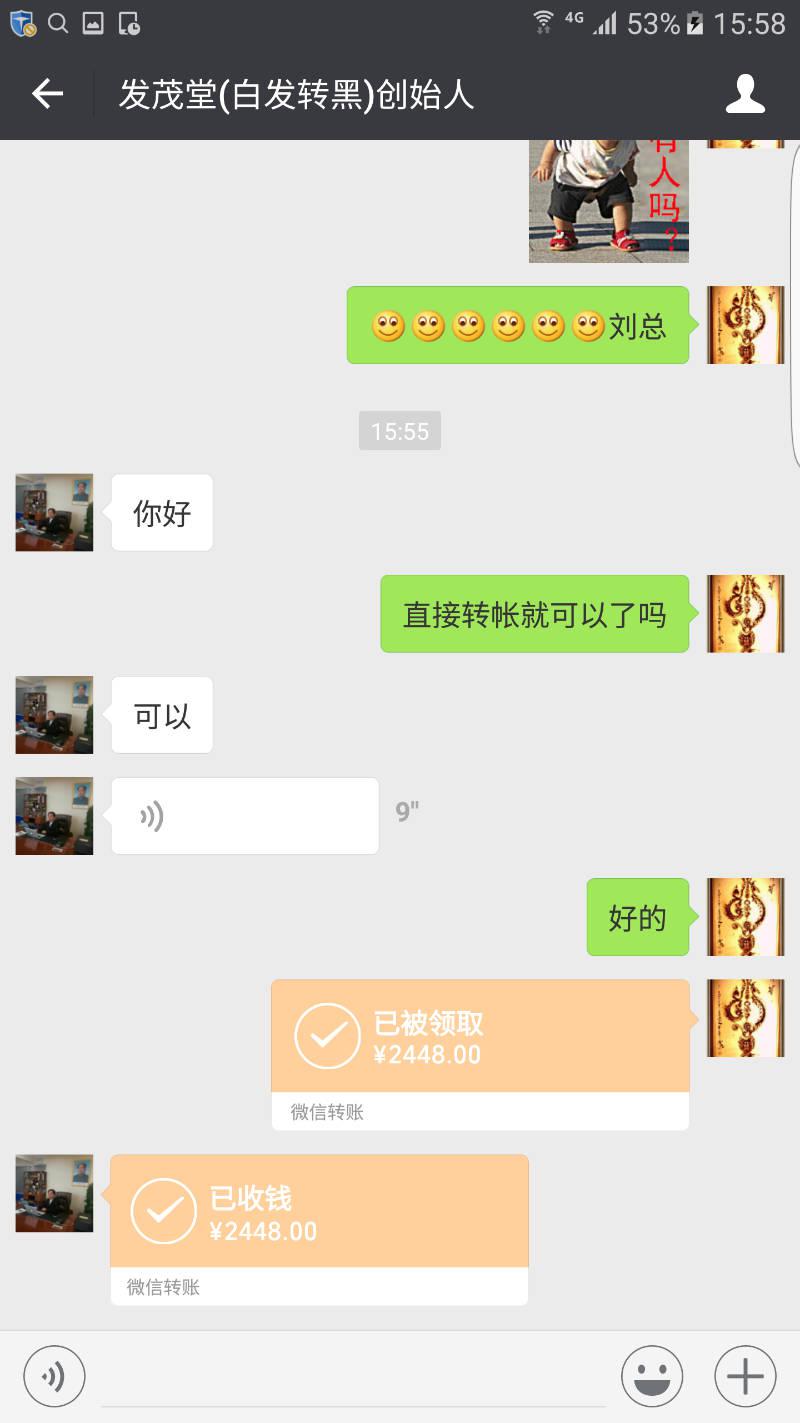 4G 53% 15:58
发茂堂(白发转黑)创始人
有人吗?
刘总
15:55
你好
直接转帐就可以了吗
可以
9"
好的
已被领取
¥2448.00
微信转账
已收钱
¥2448.00
微信转账